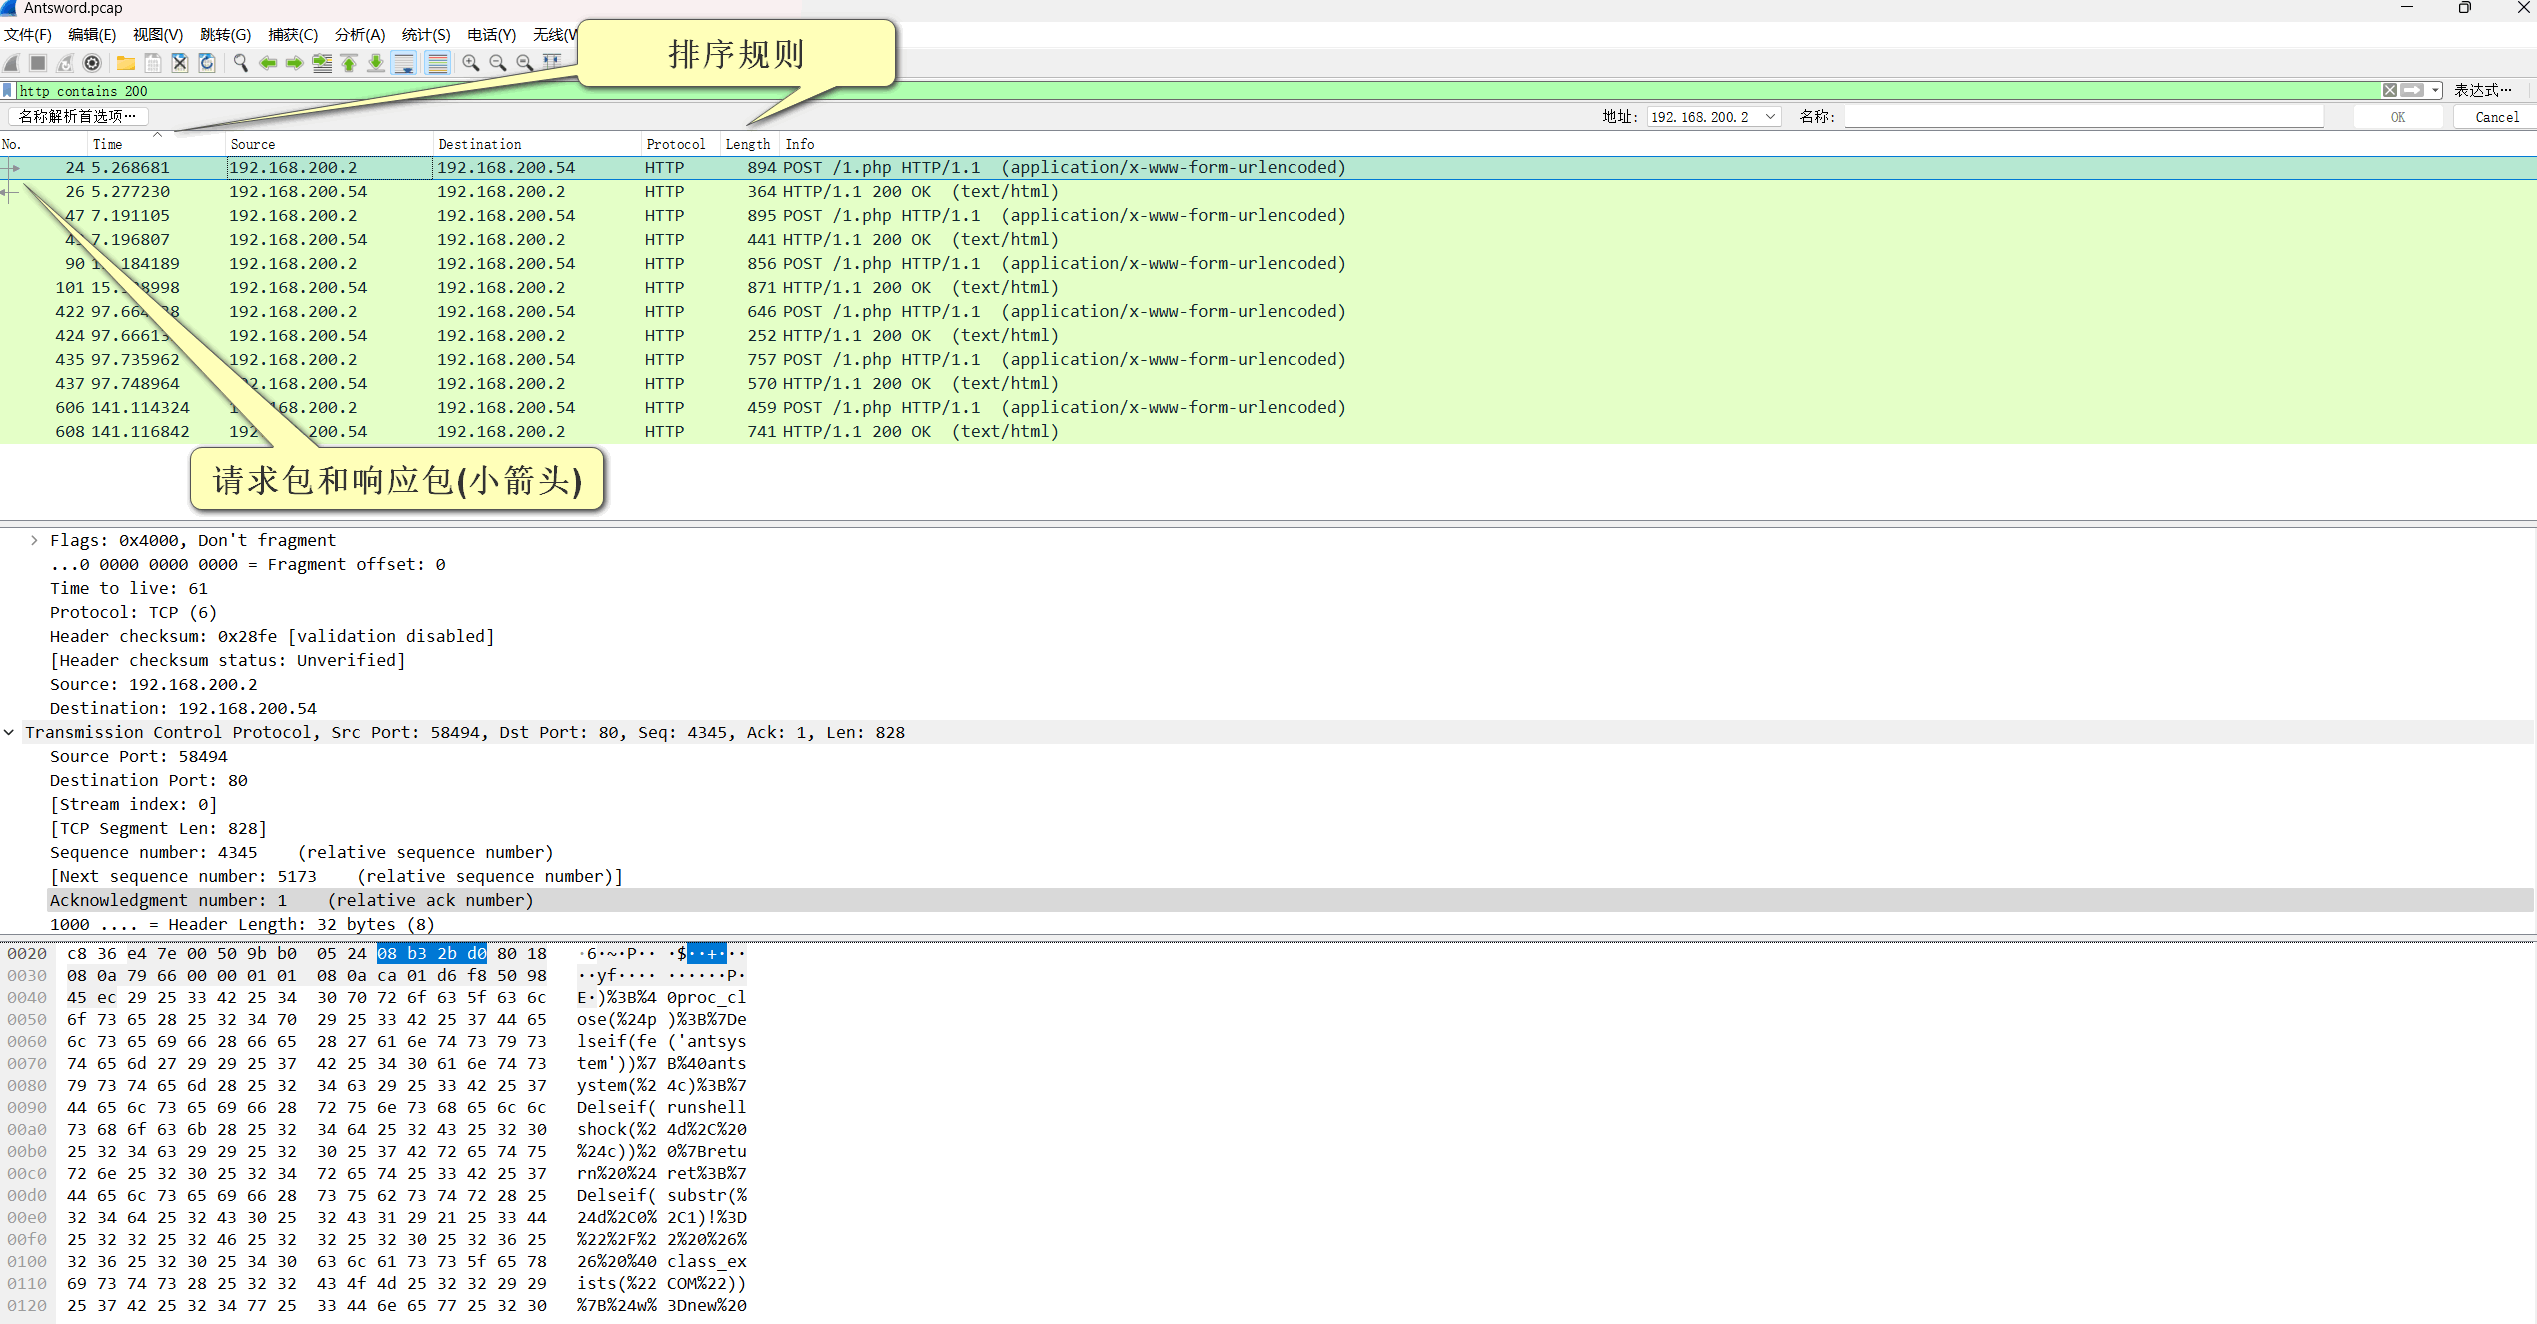 Antsword.pcap
文件(F) 编辑(E) 视图(V) 跳转(G) 捕获(C) 分析(A) 统计(S) 电话(Y) 无线(W
排序规则
http contains 200
表达式…
名称解析首选项…
地址: 192.168.200.2 名称: OK Cancel
No. Time Source Destination Protocol Length Info
24 5.268681 192.168.200.2 192.168.200.54 HTTP 894 POST /1.php HTTP/1.1 (application/x-www-form-urlencoded)
26 5.277230 192.168.200.54 192.168.200.2 HTTP 364 HTTP/1.1 200 OK (text/html)
47 7.191105 192.168.200.2 192.168.200.54 HTTP 895 POST /1.php HTTP/1.1 (application/x-www-form-urlencoded)
7.196807 192.168.200.54 192.168.200.2 HTTP 441 HTTP/1.1 200 OK (text/html)
90 184189 192.168.200.2 192.168.200.54 HTTP 856 POST /1.php HTTP/1.1 (application/x-www-form-urlencoded)
101 15. 8998 192.168.200.54 192.168.200.2 HTTP 871 HTTP/1.1 200 OK (text/html)
422 97.664 192.168.200.2 192.168.200.54 HTTP 646 POST /1.php HTTP/1.1 (application/x-www-form-urlencoded)
424 97.66613 192.168.200.54 192.168.200.2 HTTP 252 HTTP/1.1 200 OK (text/html)
435 97.735962 192.168.200.2 192.168.200.54 HTTP 757 POST /1.php HTTP/1.1 (application/x-www-form-urlencoded)
437 97.748964 192.168.200.54 192.168.200.2 HTTP 570 HTTP/1.1 200 OK (text/html)
606 141.114324 168.200.2 192.168.200.54 HTTP 459 POST /1.php HTTP/1.1 (application/x-www-form-urlencoded)
608 141.116842 192 200.54 192.168.200.2 HTTP 741 HTTP/1.1 200 OK (text/html)
请求包和响应包(小箭头)
Flags: 0x4000, Don't fragment
...0 0000 0000 0000 = Fragment offset: 0
Time to live: 61
Protocol: TCP (6)
Header checksum: 0x28fe [validation disabled]
[Header checksum status: Unverified]
Source: 192.168.200.2
Destination: 192.168.200.54
Transmission Control Protocol, Src Port: 58494, Dst Port: 80, Seq: 4345, Ack: 1, Len: 828
Source Port: 58494
Destination Port: 80
[Stream index: 0]
[TCP Segment Len: 828]
Sequence number: 4345 (relative sequence number)
[Next sequence number: 5173 (relative sequence number)]
Acknowledgment number: 1 (relative ack number)
1000 .... = Header Length: 32 bytes (8)
0020 c8 36 e4 7e 00 50 9b b0 05 24 08 b3 2b d0 80 18 ·6·~·P·· ·$··+···
0030 08 0a 79 66 00 00 01 01 08 0a ca 01 d6 f8 50 98 ··yf···· ······P·
0040 45 ec 29 25 33 42 25 34 30 70 72 6f 63 5f 63 6c E·)%3B%4 0proc_cl
0050 6f 73 65 28 25 32 34 70 29 25 33 42 25 37 44 65 ose(%24p )%3B%7De
0060 6c 73 65 69 66 28 66 65 28 27 61 6e 74 73 79 73 lseif(fe ('antsys
0070 74 65 6d 27 29 29 25 37 42 25 34 30 61 6e 74 73 tem'))%7 B%40ants
0080 79 73 74 65 6d 28 25 32 34 63 29 25 33 42 25 37 ystem(%2 4c)%3B%7
0090 44 65 6c 73 65 69 66 28 72 75 6e 73 68 65 6c 6c Delseif( runshell
00a0 73 68 6f 63 6b 28 25 32 34 64 25 32 43 25 32 30 shock(%2 4d%2C%20
00b0 25 32 34 63 29 29 25 32 30 25 37 42 72 65 74 75 %24c))%2 0%7Bretu
00c0 72 6e 25 32 30 25 32 34 72 65 74 25 33 42 25 37 rn%20%24 ret%3B%7
00d0 44 65 6c 73 65 69 66 28 73 75 62 73 74 72 28 25 Delseif( substr(%
00e0 32 34 64 25 32 43 30 25 32 43 31 29 21 25 33 44 24d%2C0% 2C1)!%3D
00f0 25 32 32 25 32 46 25 32 32 25 32 30 25 32 36 25 %22%2F%2 2%20%26%
0100 32 36 25 32 30 25 34 30 63 6c 61 73 73 5f 65 78 26%20%40 class_ex
0110 69 73 74 73 28 25 32 32 43 4f 4d 25 32 32 29 29 ists(%22 COM%22))
0120 25 37 42 25 32 34 77 25 33 44 6e 65 77 25 32 30 %7B%24w% 3Dnew%20